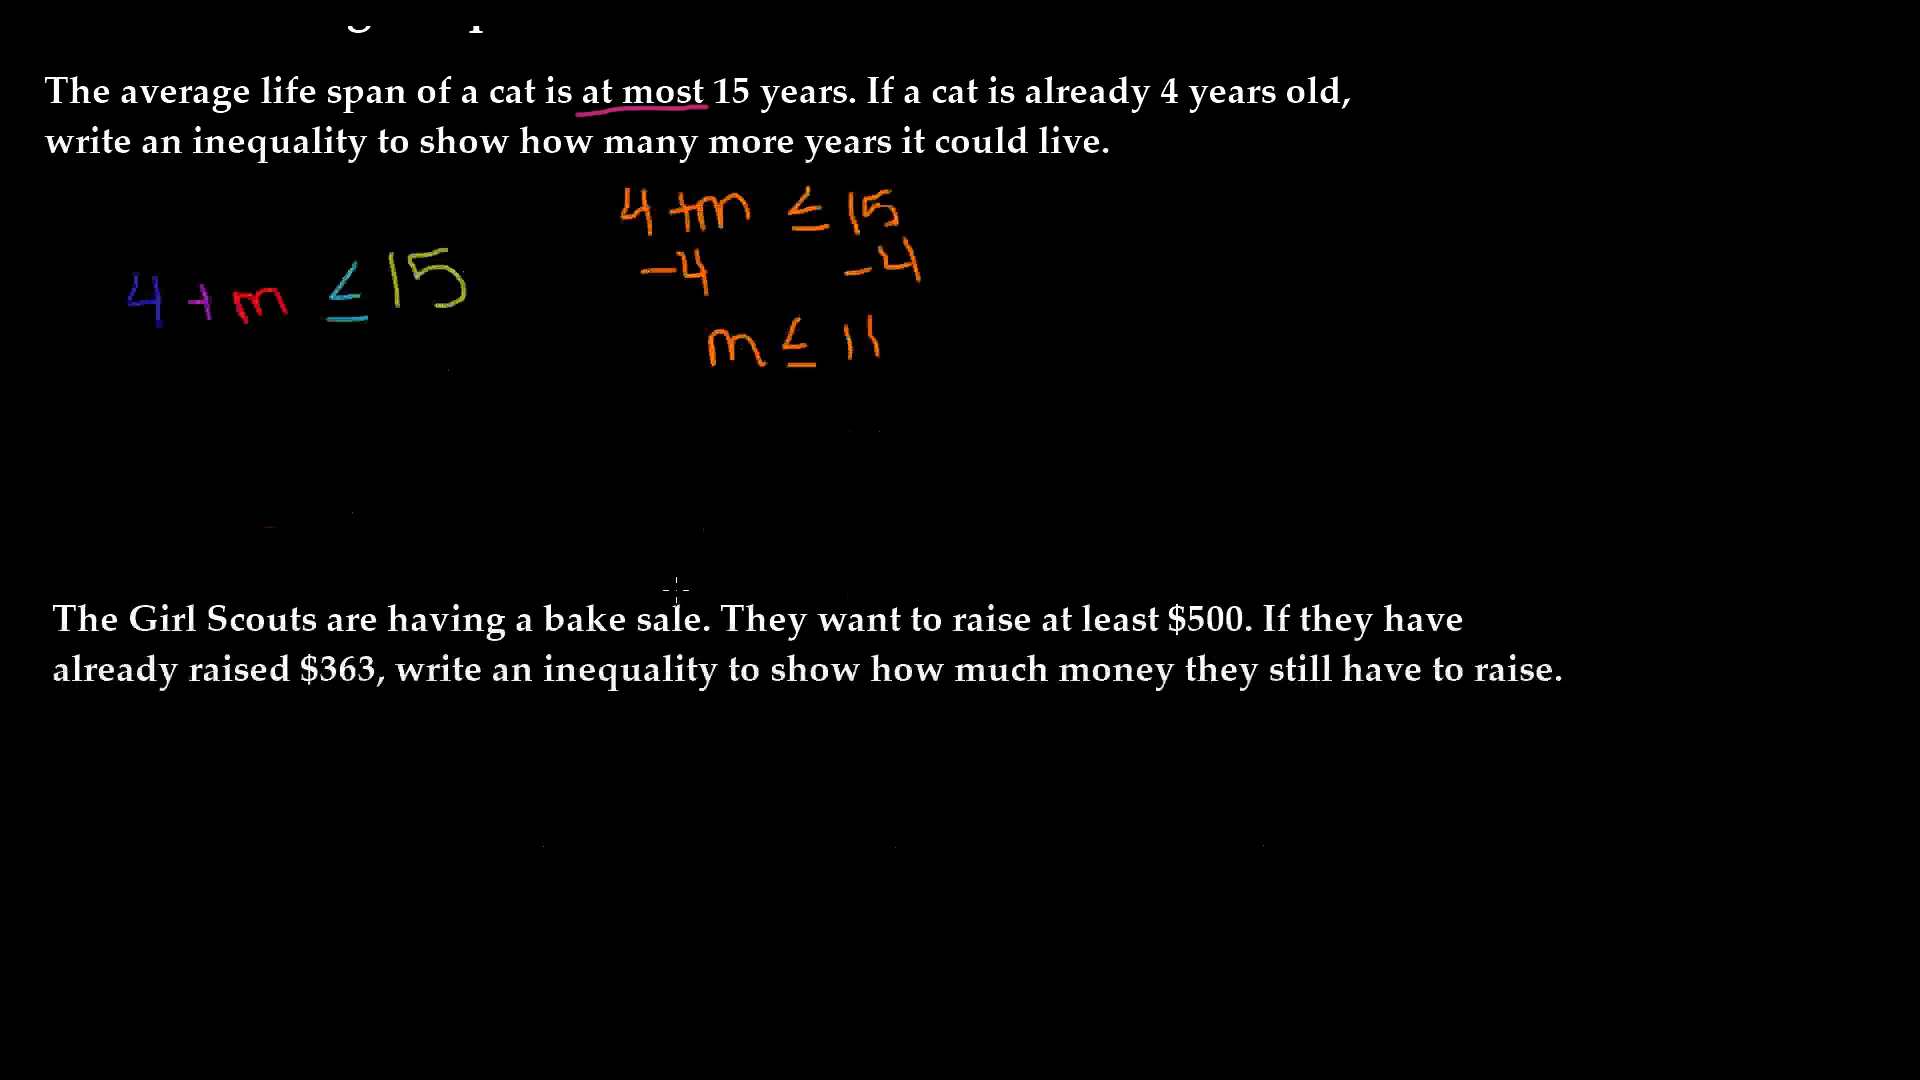 The average life span of a cat is at most 15 years. If a cat is already 4 years old,
write an inequality to show how many more years it could live.
4 + m ≤ 15
4 + m ≤ 15
-4 -4
m ≤ 11
The Girl Scouts are having a bake sale. They want to raise at least $500. If they have
already raised $363, write an inequality to show how much money they still have to raise.